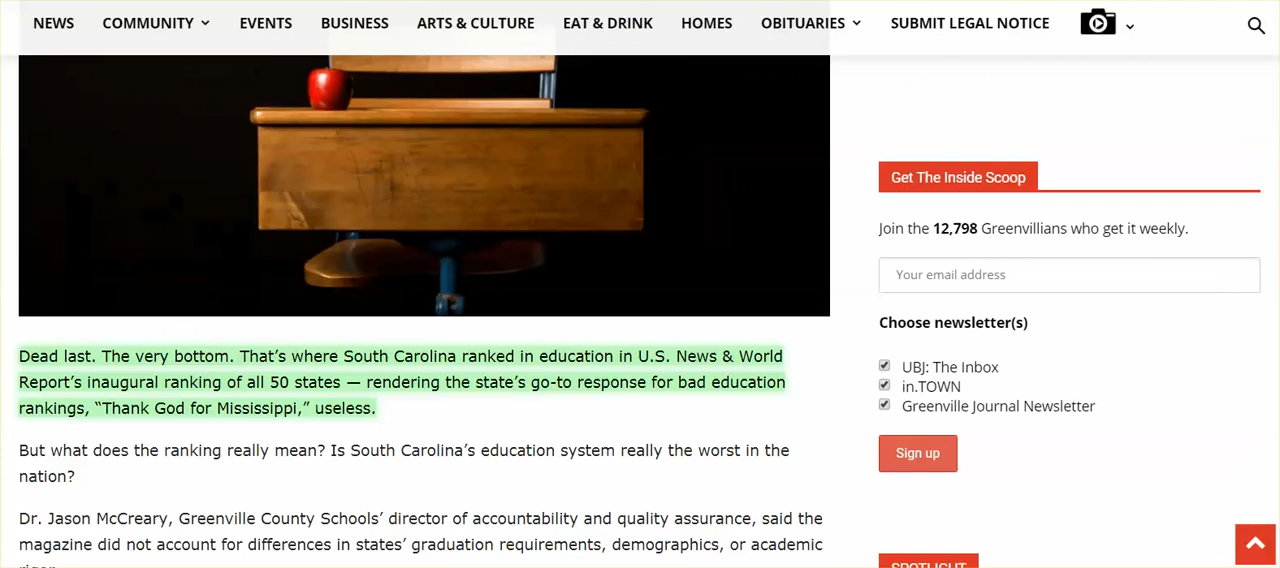 NEWS COMMUNITY EVENTS BUSINESS ARTS & CULTURE EAT & DRINK HOMES OBITUARIES SUBMIT LEGAL NOTICE
Dead last. The very bottom. That’s where South Carolina ranked in education in U.S. News & World
Report’s inaugural ranking of all 50 states — rendering the state’s go-to response for bad education
rankings, “Thank God for Mississippi,” useless.
But what does the ranking really mean? Is South Carolina’s education system really the worst in the
nation?
Dr. Jason McCreary, Greenville County Schools’ director of accountability and quality assurance, said the
magazine did not account for differences in states’ graduation requirements, demographics, or academic
Get The Inside Scoop
Join the 12,798 Greenvillians who get it weekly.
Your email address
Choose newsletter(s)
UBJ: The Inbox
in.TOWN
Greenville Journal Newsletter
Sign up
SPOTLIGHT